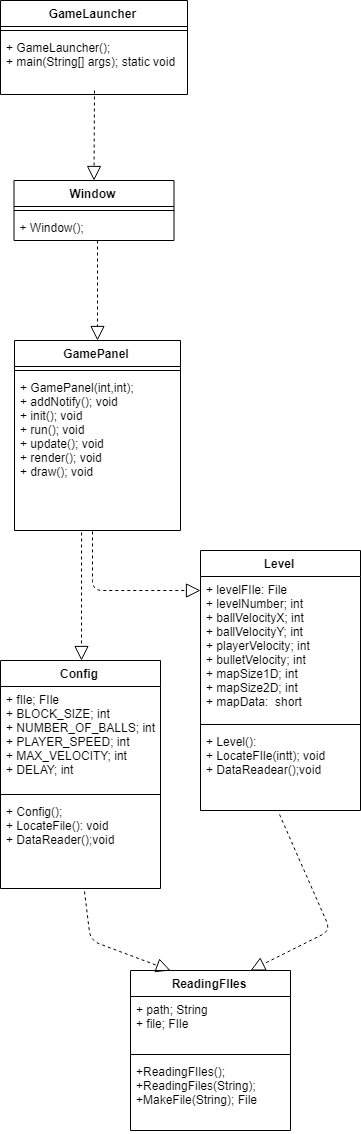 GameLauncher
+ GameLauncher();
+ main(String[] args); static void
Window
+ Window();
GamePanel
+ GamePanel(int,int);
+ addNotify(); void
+ init(); void
+ run(); void
+ update(); void
+ render(); void
+ draw(); void
Level
+ levelFIle: File
+ levelNumber; int
+ ballVelocityX; int
+ ballVelocityY; int
+ playerVelocity; int
+ bulletVelocity; int
+ mapSize1D; int
+ mapSize2D; int
+ mapData:  short
+ Level():
+ LocateFIle(intt); void
+ DataReadear();void
Config
+ fIle; FIle
+ BLOCK_SIZE; int
+ NUMBER_OF_BALLS; int
+ PLAYER_SPEED; int
+ MAX_VELOCITY; int
+ DELAY; int
+ Config();
+ LocateFile(): void
+ DataReader();void
ReadingFIles
+ path; String
+ file; FIle
+ReadingFIles();
+ReadingFiles(String);
+MakeFile(String); File